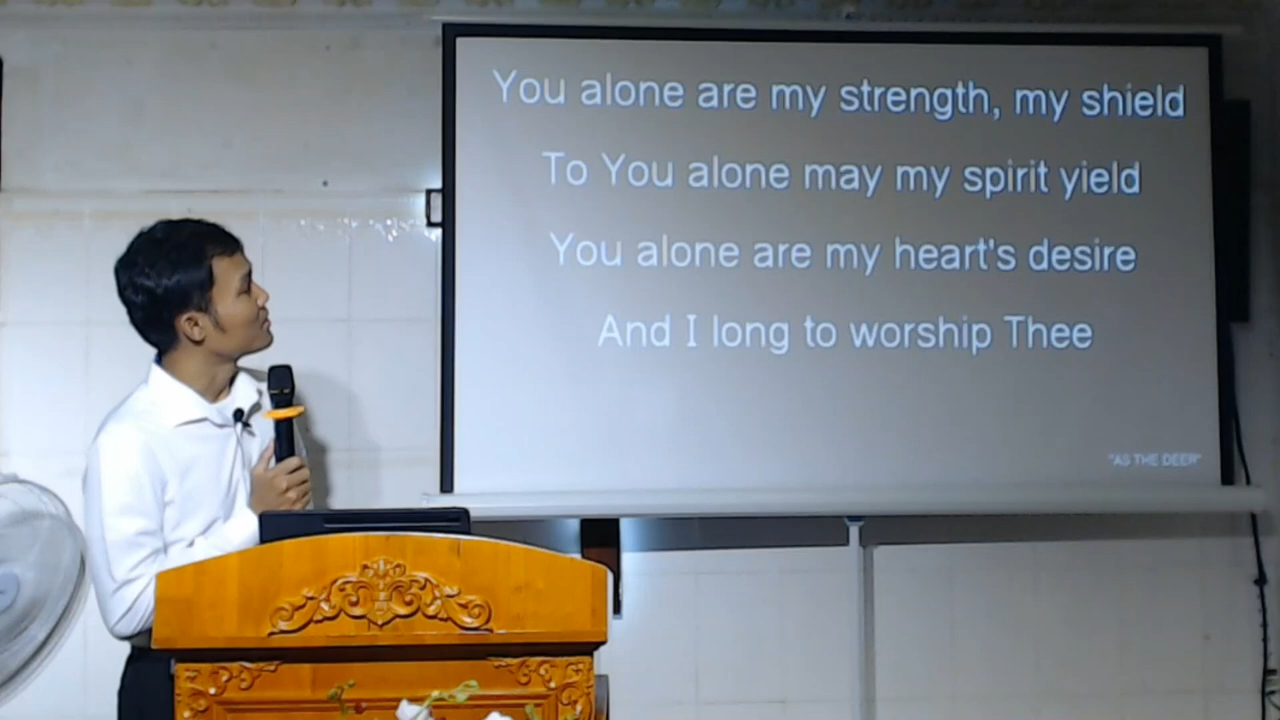 You alone are my strength, my shield
To You alone may my spirit yield
You alone are my heart's desire
And I long to worship Thee
"AS THE DEER"